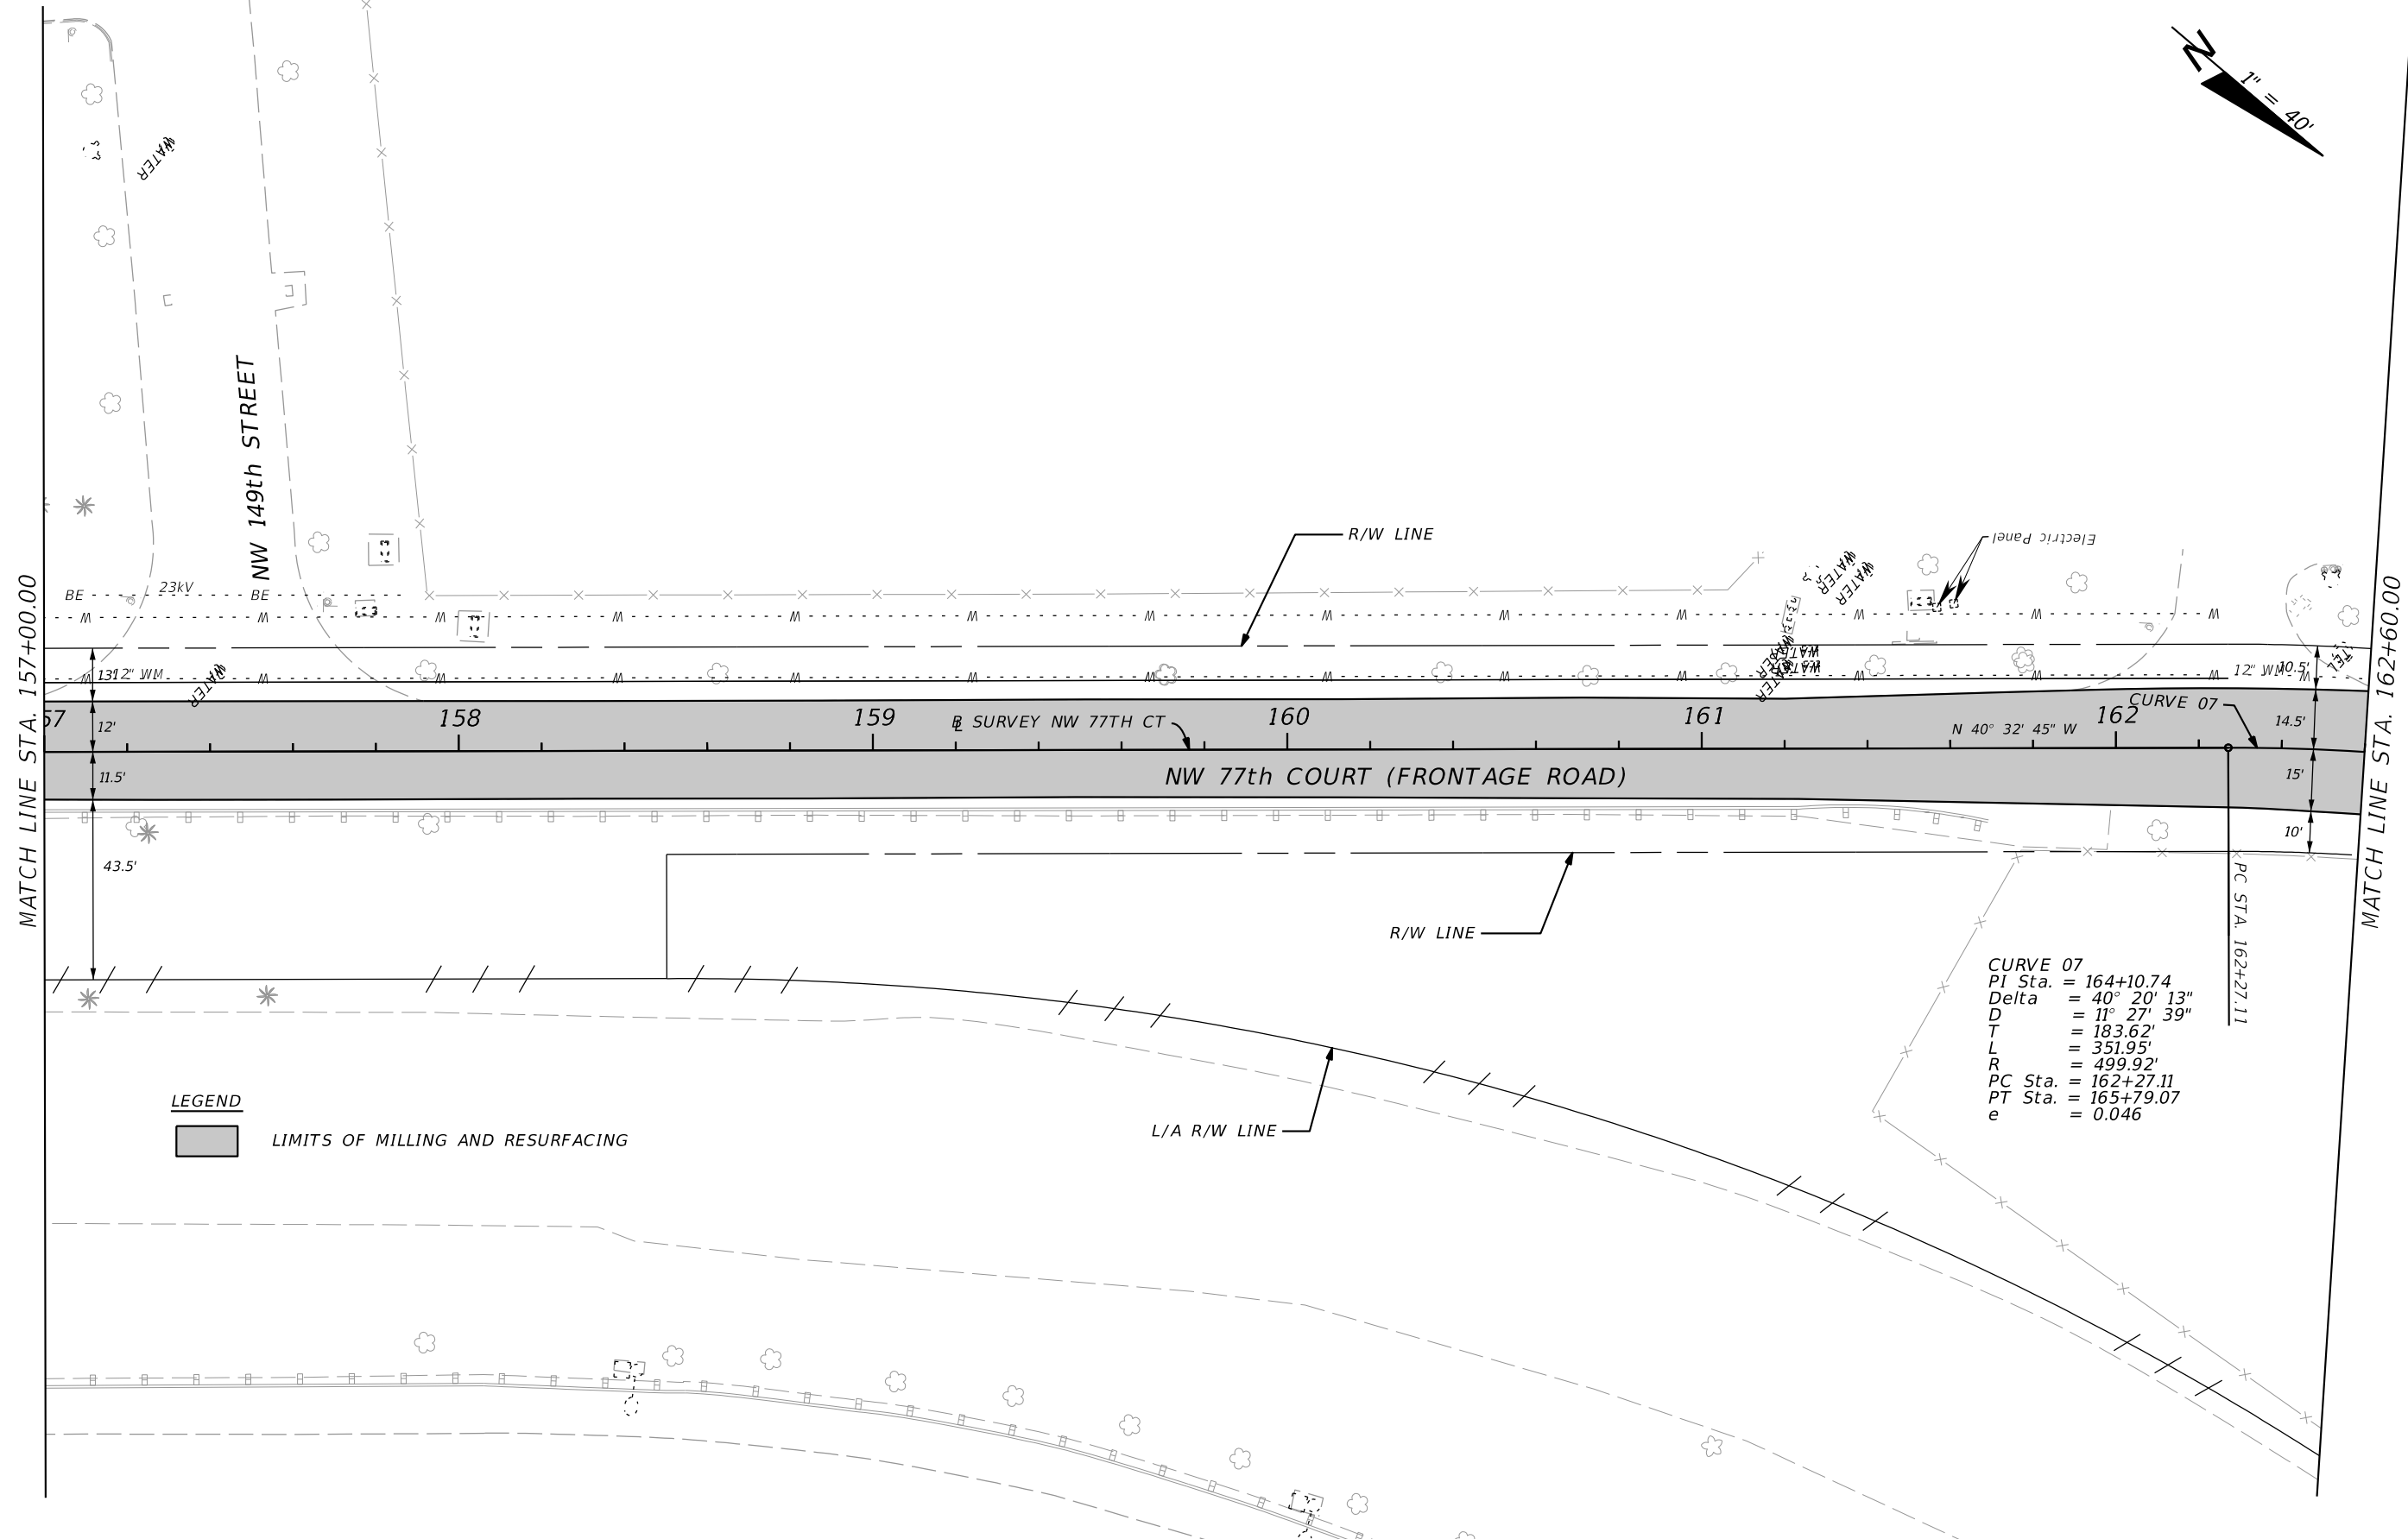 N
1" = 40'
WATER
NW 149th STREET
R/W LINE
Electric Panel
WATER
WATER
BE
23kV
BE
W W W W W W W W W W W W W
MATCH LINE STA. 157+00.00
MATCH LINE STA. 162+60.00
13'
12" WM
WATER
W W W W W W W W W W W W W
WATER
WATER
12" WM
10.5'
CURVE 07
57
158
159
160
161
162
12'
BL SURVEY NW 77TH CT
N 40° 32' 45" W
14.5'
11.5'
NW 77th COURT (FRONTAGE ROAD)
15'
10'
43.5'
R/W LINE
PC STA. 162+27.11
CURVE 07
PI Sta. = 164+10.74
Delta = 40° 20' 13"
D = 11° 27' 39"
T = 183.62'
L = 351.95'
R = 499.92'
PC Sta. = 162+27.11
PT Sta. = 165+79.07
e = 0.046
L/A R/W LINE
LEGEND
LIMITS OF MILLING AND RESURFACING